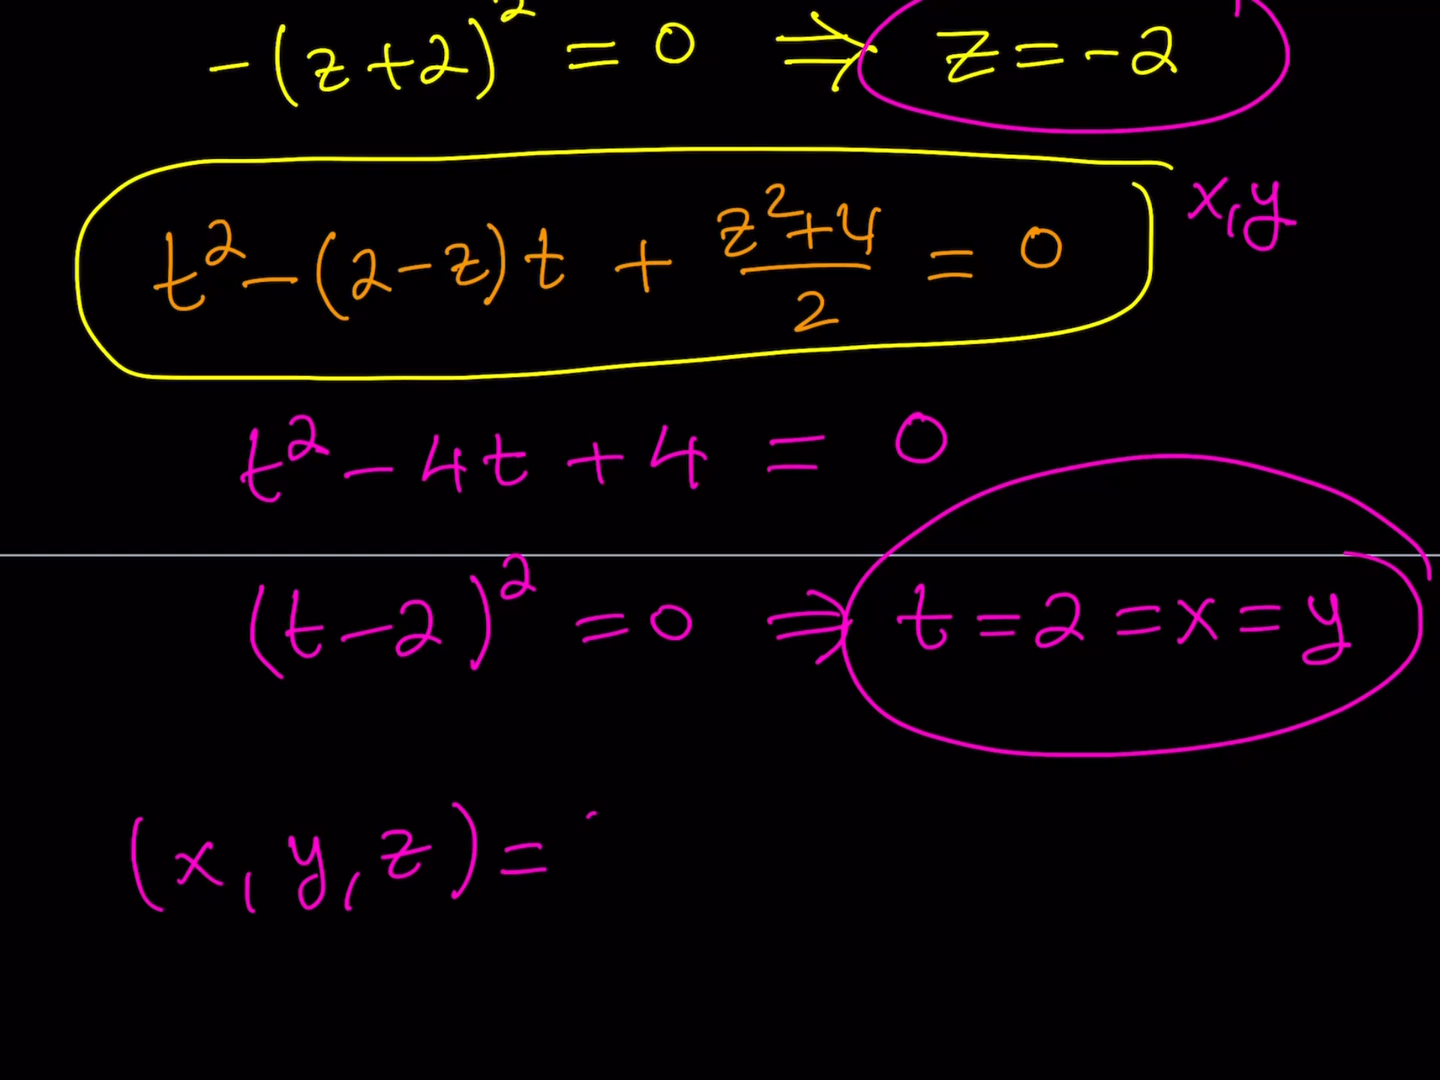 -(z+2)² = 0 ⇒ z = -2
t² - (2-z)t + (z²+4)/2 = 0 x, y
t² - 4t + 4 = 0
(t-2)² = 0 ⇒ t = 2 = x = y
(x, y, z) =